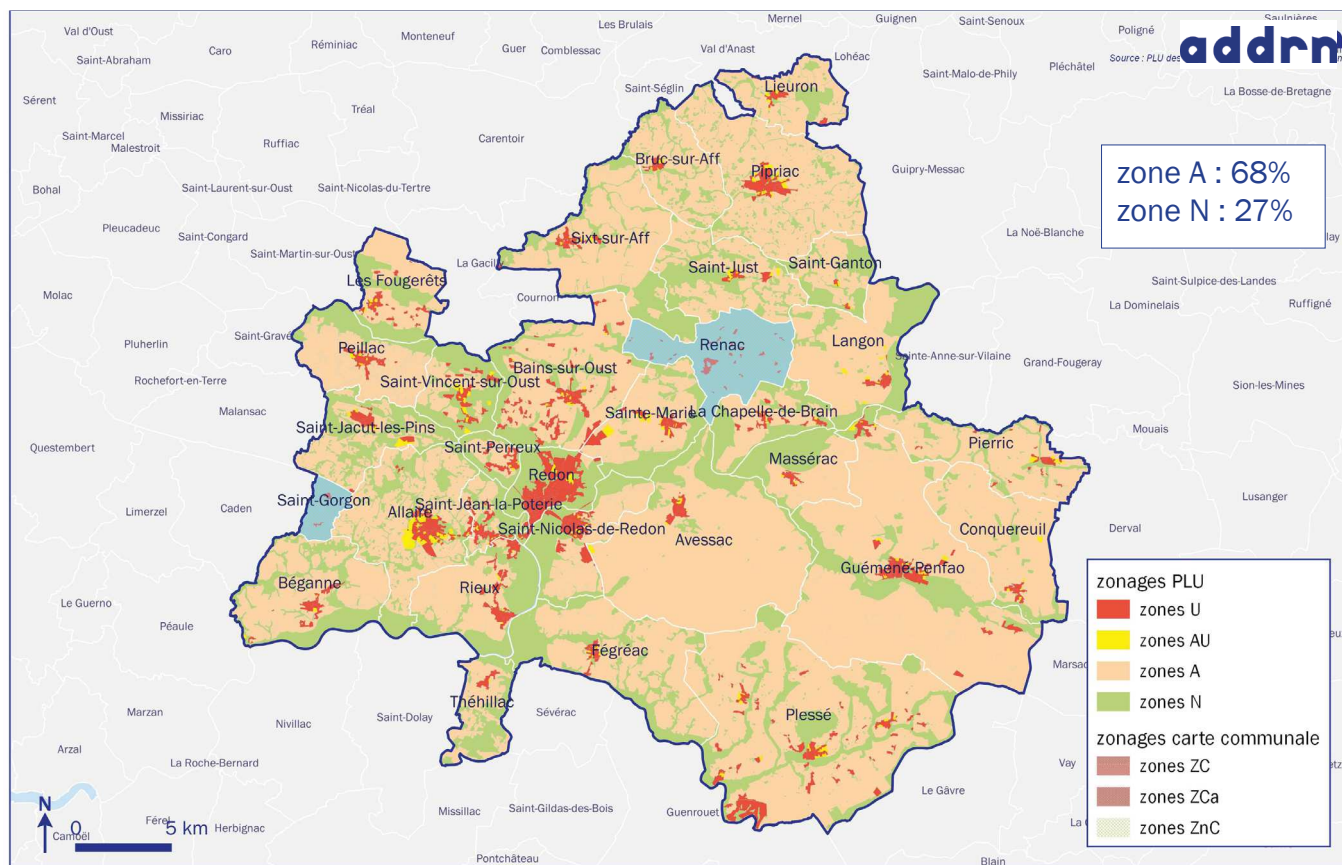 Val d'Oust
Saint-Abraham
Caro
Réminiac
Monteneuf
Guer
Comblessac
Les Brulais
Val d'Anast
Mernel
Lohéac
Guignen
Saint-Senoux
Saint-Malo-de-Phily
Poligné
Pléchâtel
Saulnières
addrn
Source : PLU des
La Bosse-de-Bretagne
Sérent
Missiriac
Tréal
Saint-Séglin
Lieuron
Saint-Marcel
Malestroit
Ruffiac
Carentoir
Bruc-sur-Aff
Pipriac
Guipry-Messac
zone A : 68%
zone N : 27%
Bohal
Saint-Laurent-sur-Oust
Saint-Nicolas-du-Tertre
Pleucadeuc
Saint-Congard
Saint-Martin-sur-Oust
La Gacilly
Sixt-sur-Aff
Saint-Just
Saint-Ganton
La Noë-Blanche
Saint-Sulpice-des-Landes
Molac
Les Fougerêts
Cournon
La Dominelais
Ruffigné
Pluherlin
Saint-Gravé
Peillac
Renac
Langon
Sainte-Anne-sur-Vilaine
Grand-Fougeray
Rochefort-en-Terre
Saint-Vincent-sur-Oust
Bains-sur-Oust
Sion-les-Mines
Malansac
Saint-Jacut-les-Pins
Sainte-Marie
La Chapelle-de-Brain
Mouais
Questembert
Saint-Perreux
Massérac
Pierric
Redon
Lusanger
Limerzel
Caden
Saint-Gorgon
Allaire
Saint-Jean-la-Poterie
Saint-Nicolas-de-Redon
Avessac
Conquereuil
Derval
Guémené-Penfao
Le Guerno
Péaule
Béganne
Rieux
Fégréac
Marsac
Marzan
Nivillac
Saint-Dolay
Théhillac
Sévérac
Plessé
Arzal
La Roche-Bernard
Vay
Missillac
Saint-Gildas-des-Bois
Guenrouet
Le Gâvre
Camoël
Férel
Herbignac
Pontchâteau
Blain
N
0 5 km
zonages PLU
zones U
zones AU
zones A
zones N
zonages carte communale
zones ZC
zones ZCa
zones ZnC